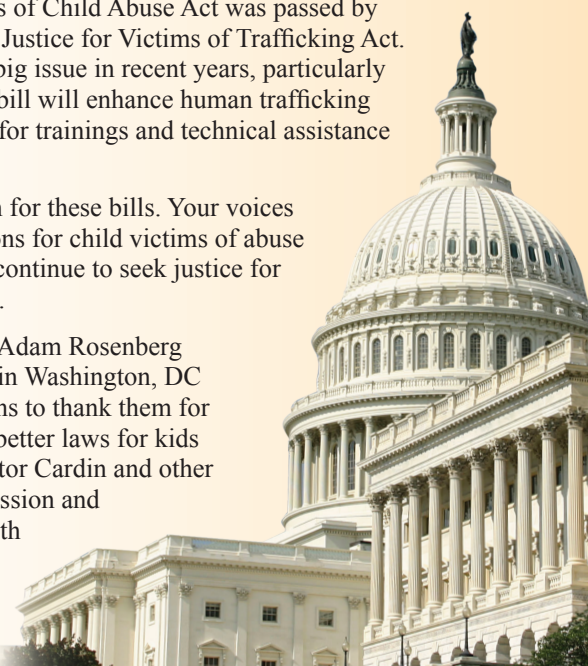 s of Child Abuse Act was passed by
Justice for Victims of Trafficking Act.
big issue in recent years, particularly
bill will enhance human trafficking
for trainings and technical assistance
n for these bills. Your voices
ons for child victims of abuse
continue to seek justice for
.
Adam Rosenberg
in Washington, DC
ns to thank them for
better laws for kids
tor Cardin and other
ssion and
th